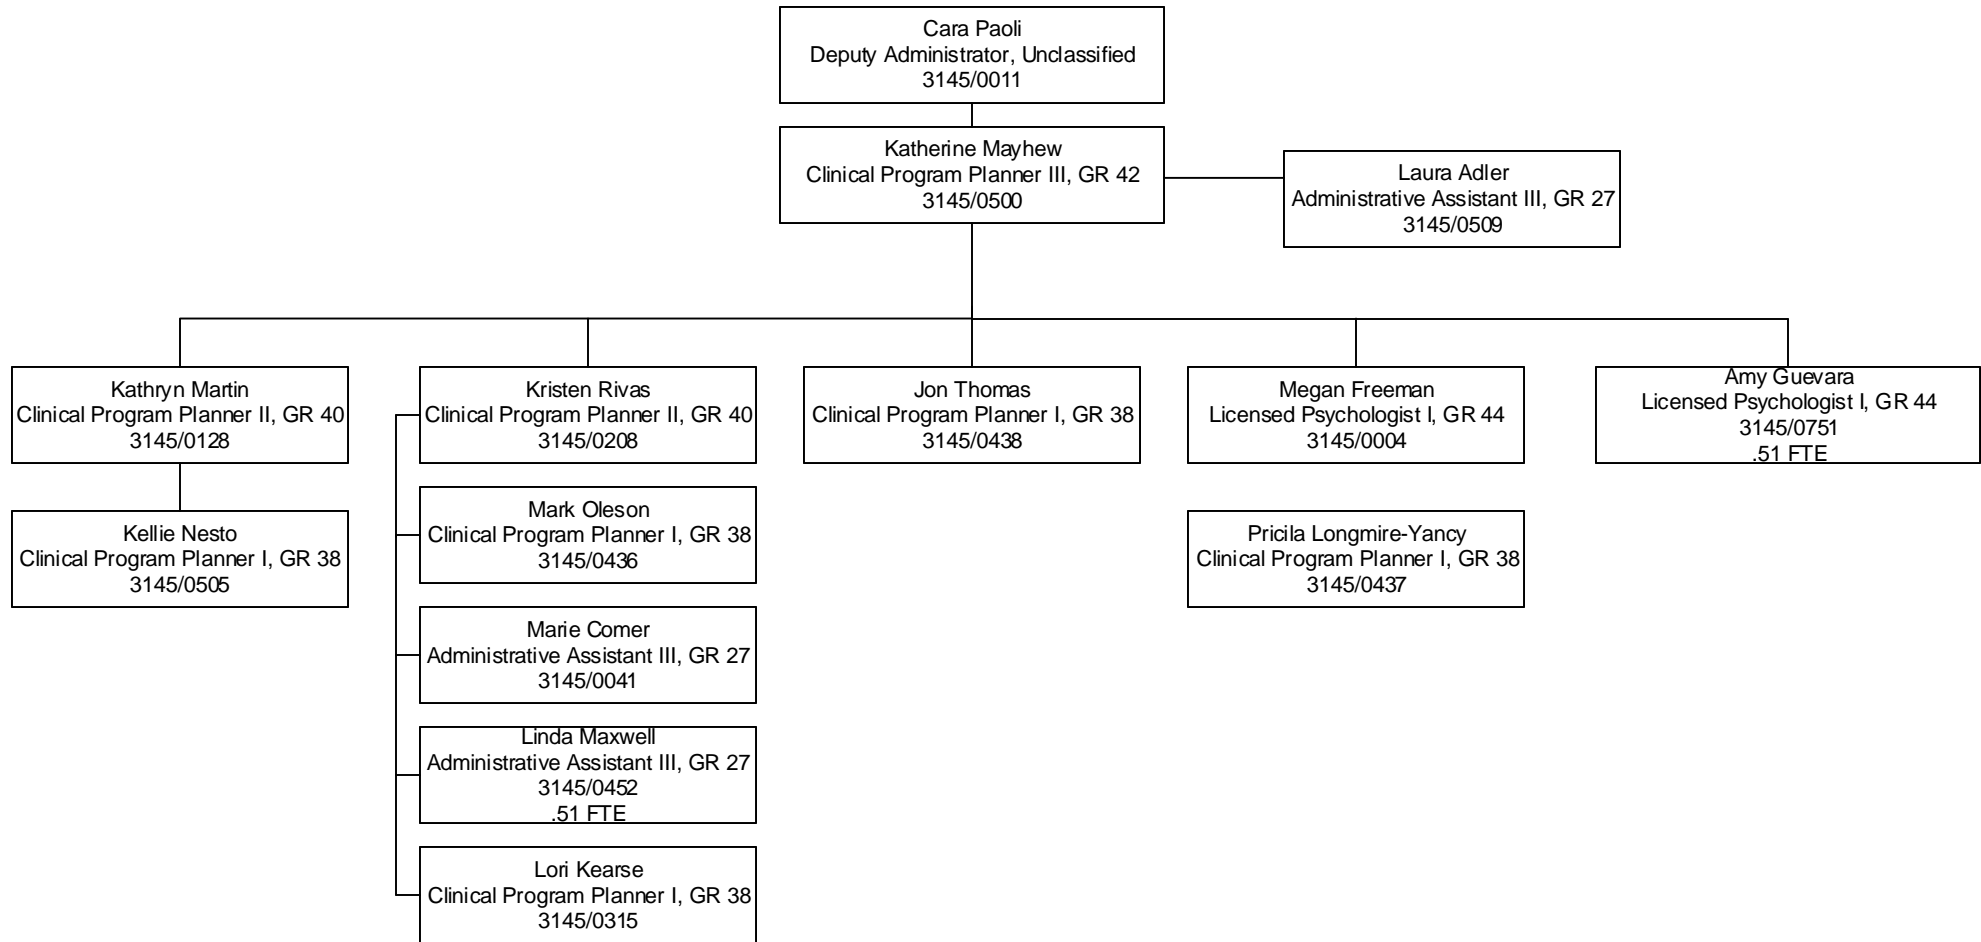 Cara Paoli
Deputy Administrator, Unclassified
3145/0011
Katherine Mayhew
Clinical Program Planner III, GR 42
3145/0500
Laura Adler
Administrative Assistant III, GR 27
3145/0509
Kathryn Martin
Clinical Program Planner II, GR 40
3145/0128
Kellie Nesto
Clinical Program Planner I, GR 38
3145/0505
Kristen Rivas
Clinical Program Planner II, GR 40
3145/0208
Mark Oleson
Clinical Program Planner I, GR 38
3145/0436
Marie Comer
Administrative Assistant III, GR 27
3145/0041
Linda Maxwell
Administrative Assistant III, GR 27
3145/0452
.51 FTE
Lori Kearse
Clinical Program Planner I, GR 38
3145/0315
Jon Thomas
Clinical Program Planner I, GR 38
3145/0438
Megan Freeman
Licensed Psychologist I, GR 44
3145/0004
Pricila Longmire-Yancy
Clinical Program Planner I, GR 38
3145/0437
Amy Guevara
Licensed Psychologist I, GR 44
3145/0751
.51 FTE